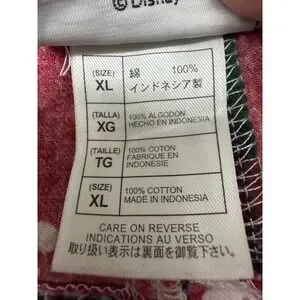 ©Disney
(SIZE)
XL
綿 100%
インドネシア製
(TALLA)
XG
100% ALGODON
HECHO EN INDONESIA
(TAILLE)
TG
100% COTON
FABRIQUE EN
INDONESIE
(SIZE)
XL
100% COTTON
MADE IN INDONESIA
CARE ON REVERSE
INDICATIONS AU VERSO
取り扱い表示は裏面を御覧下さい